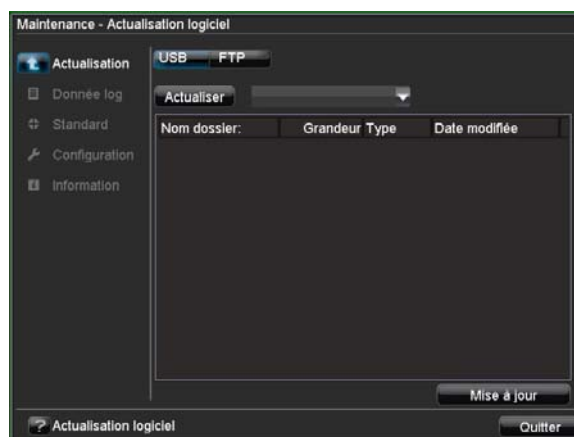 Maintenance - Actualisation logiciel
Actualisation
Donnée log
Standard
Configuration
Information
USB FTP
Actualiser
Nom dossier: Grandeur Type Date modifiée
Mise à jour
? Actualisation logiciel
Quitter